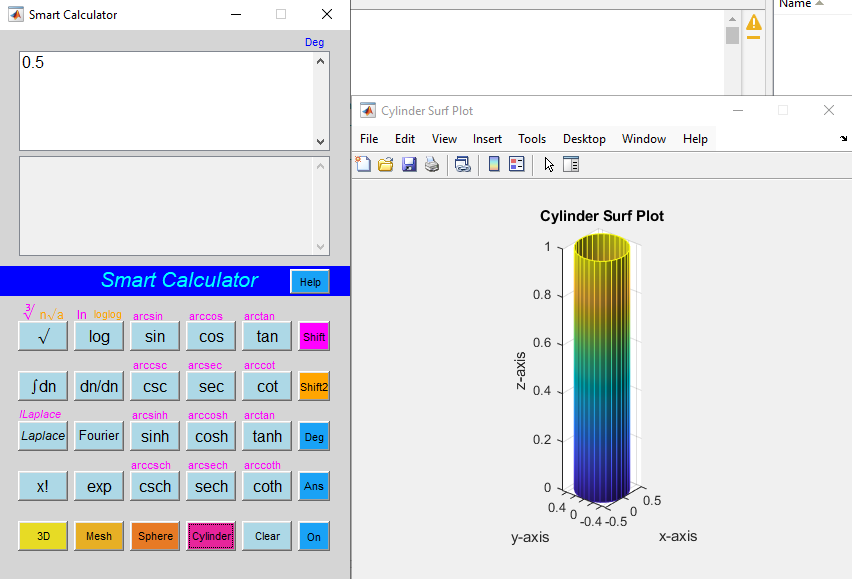 Smart Calculator
Name
Deg
0.5
Cylinder Surf Plot
File Edit View Insert Tools Desktop Window Help
Smart Calculator Help
∛ n√a ln loglog arcsin arccos arctan
√ log sin cos tan Shift
arccsc arcsec arccot
∫dn dn/dn csc sec cot Shift2
ILaplace arcsinh arccosh arctan
Laplace Fourier sinh cosh tanh Deg
arccsch arcsech arccoth
x! exp csch sech coth Ans
3D Mesh Sphere Cylinder Clear On
Cylinder Surf Plot
1
0.8
0.6
z-axis
0.4
0.2
0
0.4 0 -0.4 -0.5 0 0.5
y-axis x-axis